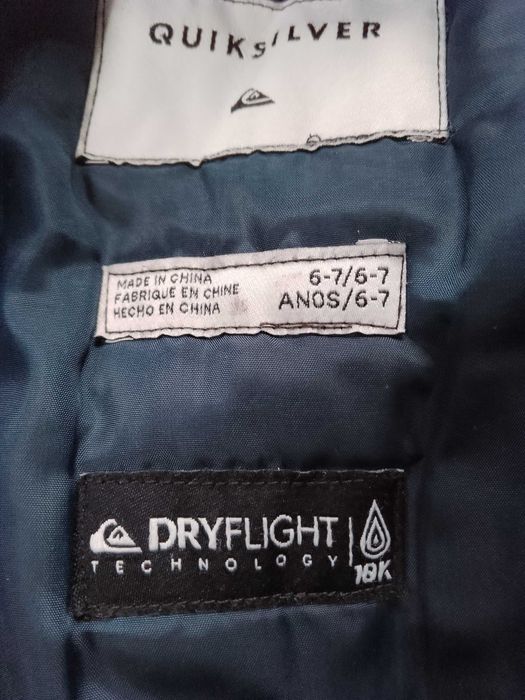 QUIKSILVER
MADE IN CHINA
FABRIQUE EN CHINE
HECHO EN CHINA
6-7/6-7
ANOS/6-7
DRYFLIGHT
TECHNOLOGY
10K